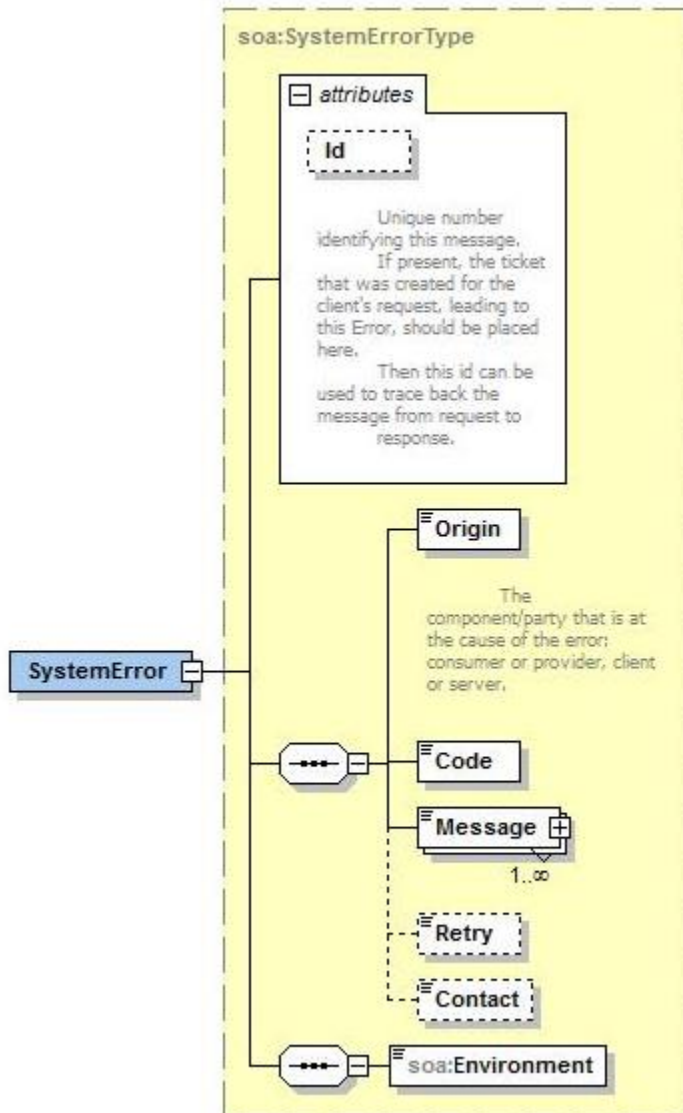 soa:SystemErrorType
attributes
Id
Unique number
identifying this message.
If present, the ticket
that was created for the
client's request, leading to
this Error, should be placed
here.
Then this id can be
used to trace back the
message from request to
response.
Origin
The
component/party that is at
the cause of the error:
consumer or provider, client
or server.
SystemError
Code
Message
1..∞
Retry
Contact
soa:Environment